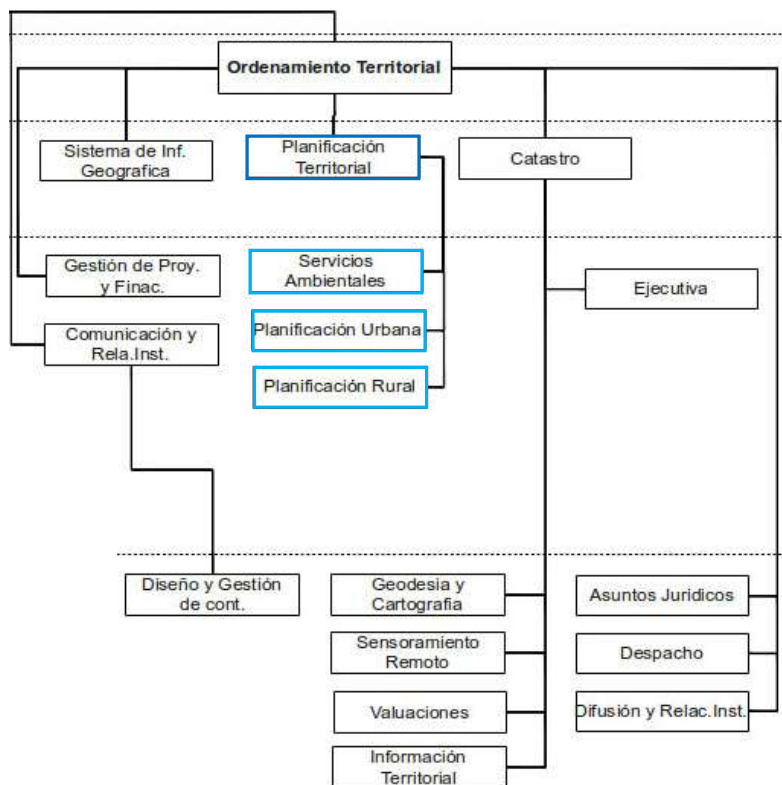 Ordenamiento Territorial
Sistema de Inf.
Geografica
Planificación
Territorial
Catastro
Gestión de Proy.
y Finac.
Servicios
Ambientales
Ejecutiva
Comunicación y
Rela.Inst.
Planificación Urbana
Planificación Rural
Diseño y Gestión
de cont.
Geodesia y
Cartografia
Asuntos Juridicos
Sensoramiento
Remoto
Despacho
Valuaciones
Difusión y Relac.Inst.
Información
Territorial